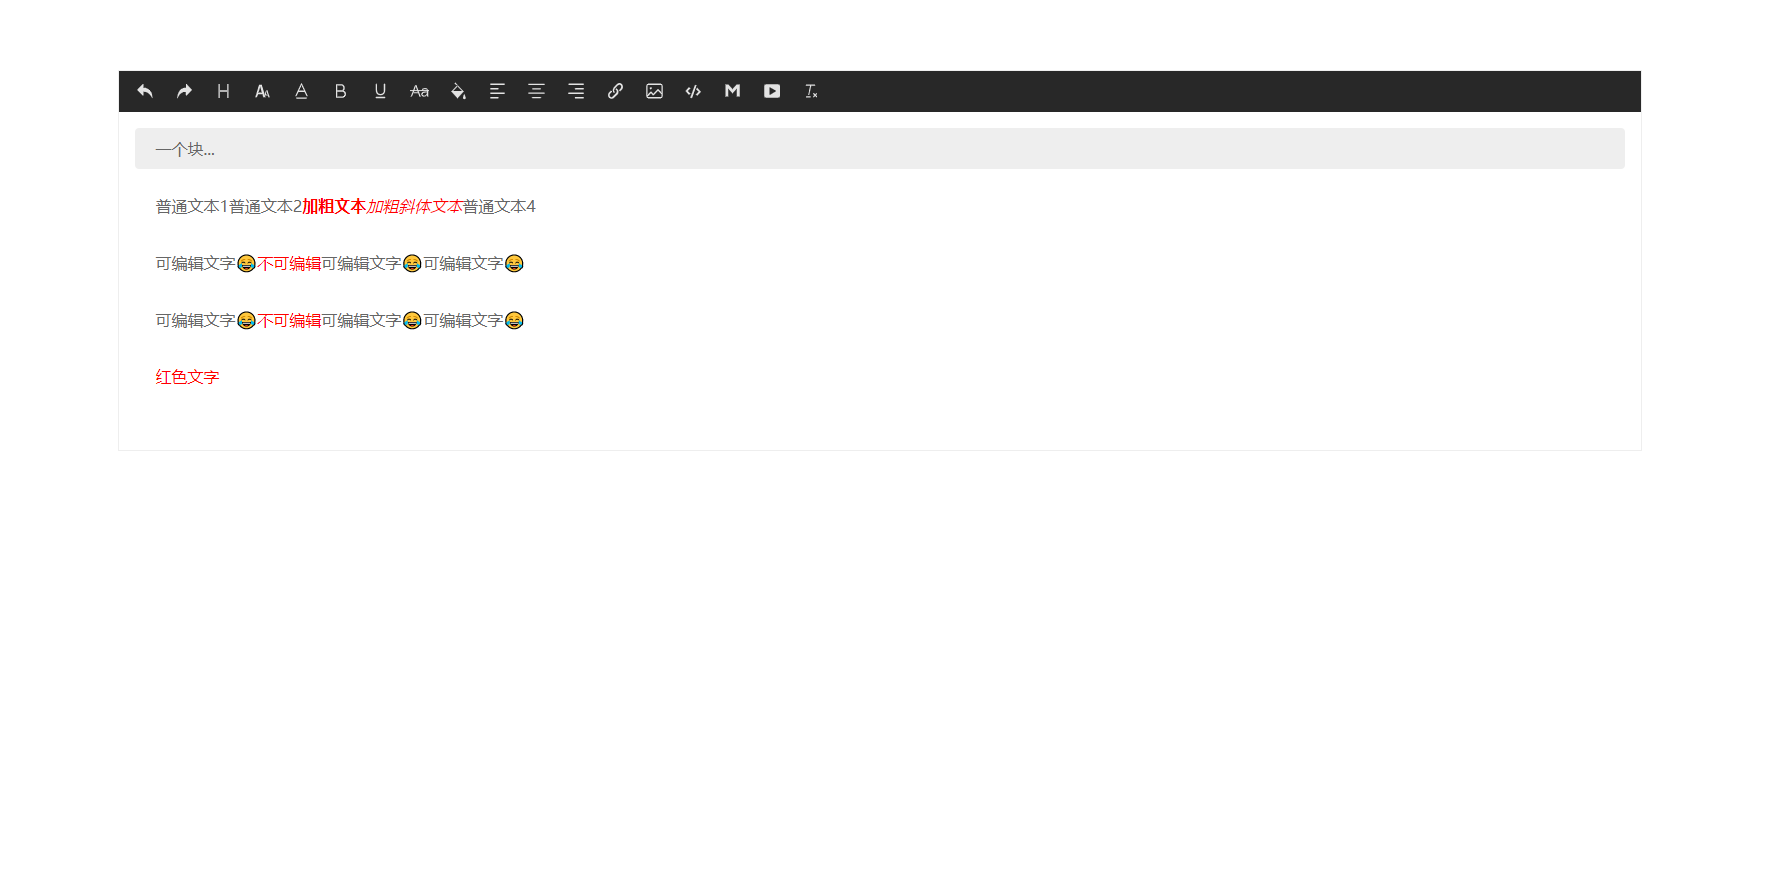 一个块...
普通文本1普通文本2加粗文本加粗斜体文本普通文本4
可编辑文字😂不可编辑可编辑文字😂可编辑文字😂
可编辑文字😂不可编辑可编辑文字😂可编辑文字😂
红色文字